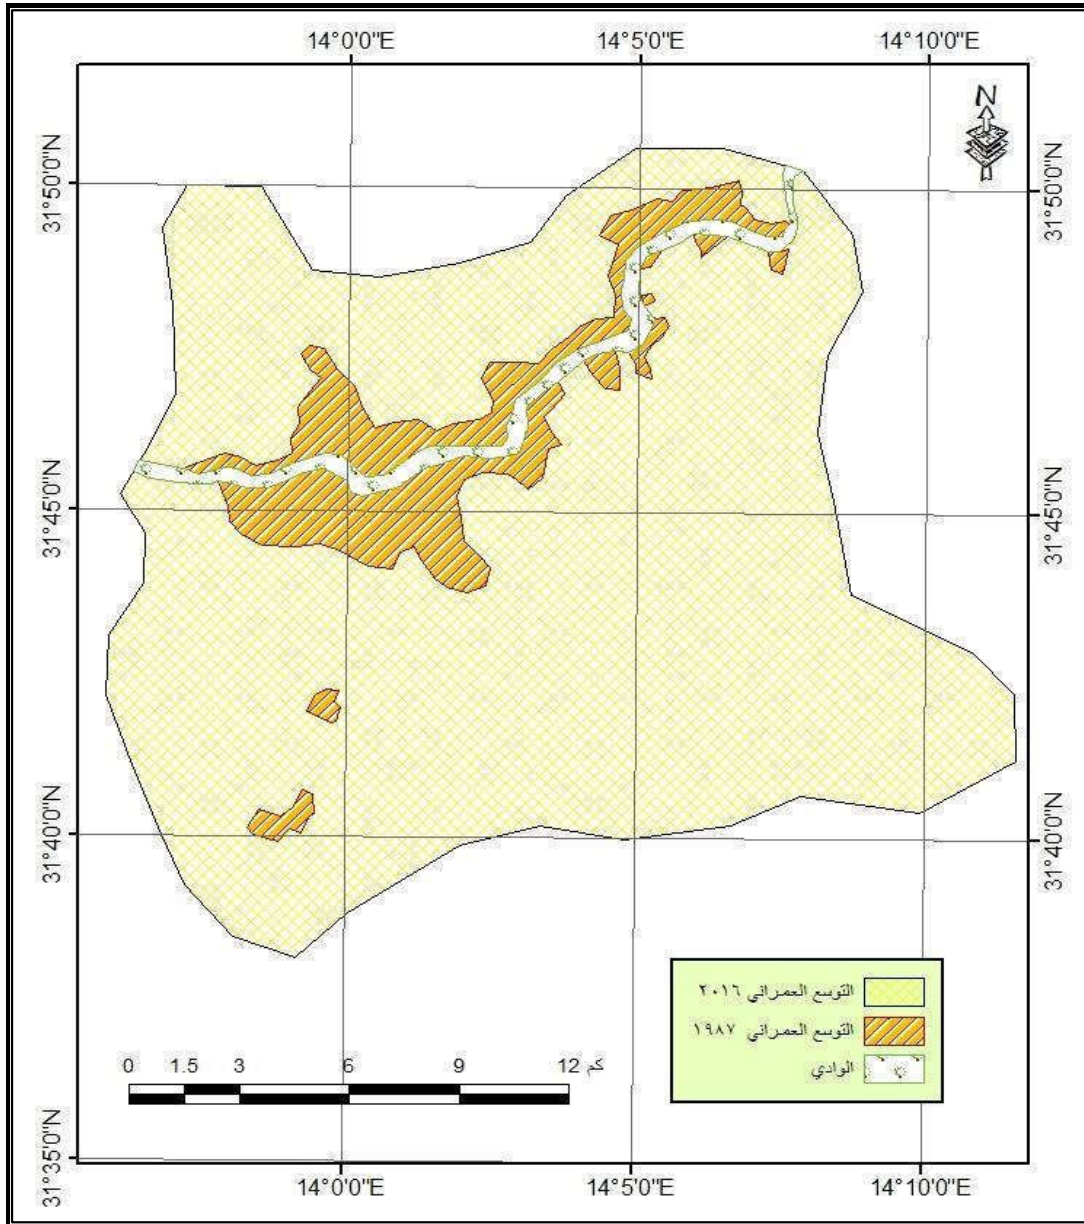 14°0'0"E 14°5'0"E 14°10'0"E
N
31°50'0"N 31°50'0"N
31°45'0"N 31°45'0"N
31°40'0"N 31°40'0"N
31°35'0"N
التوسع العمراني ٢٠١٦
التوسع العمراني ١٩٨٧
الوادي
0 1.5 3 6 9 12 كم
14°0'0"E 14°5'0"E 14°10'0"E